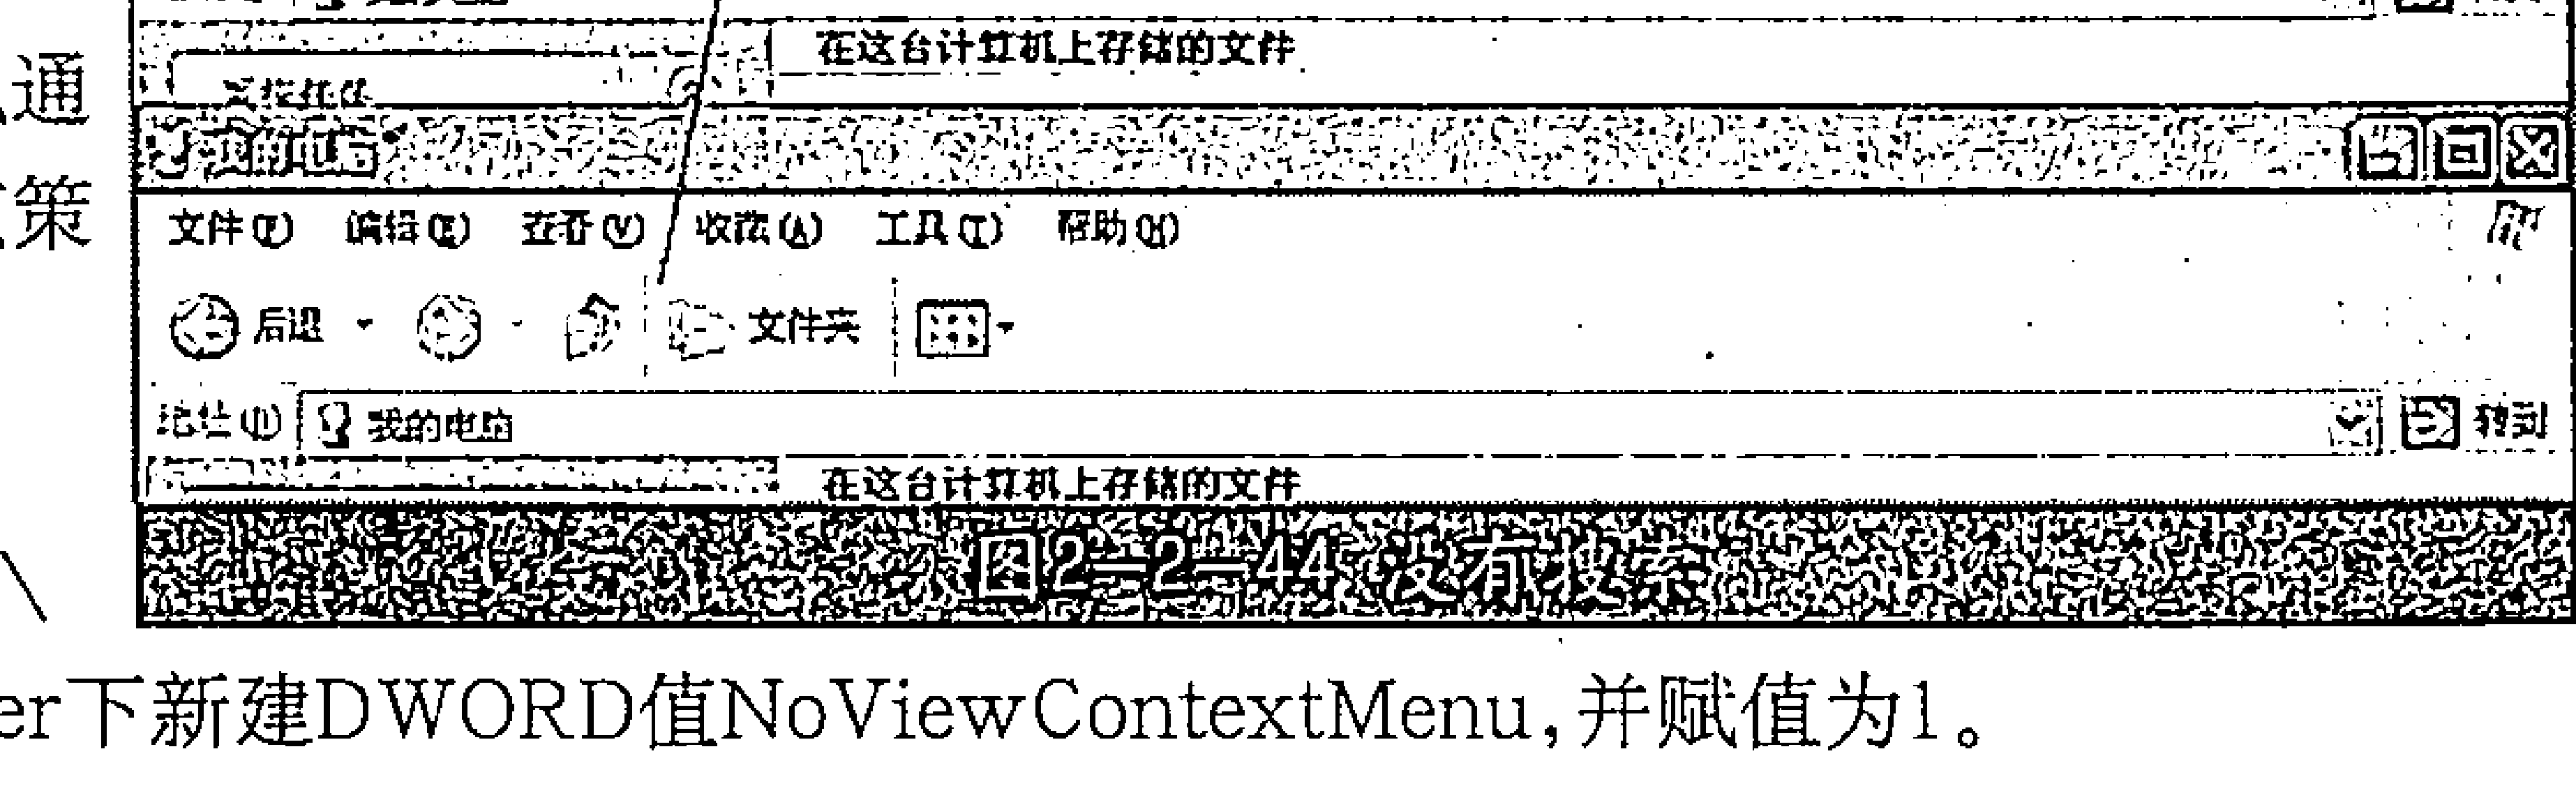 在这台计算机上存储的文件
通
我的电脑
策
文件(F) 编辑(E) 查看(V) 收藏(A) 工具(T) 帮助(H)
后退 文件夹
地址(D) 我的电脑 转到
在这台计算机上存储的文件
图2-2-44 没有搜索
\
er下新建DWORD值NoViewContextMenu,并赋值为1。